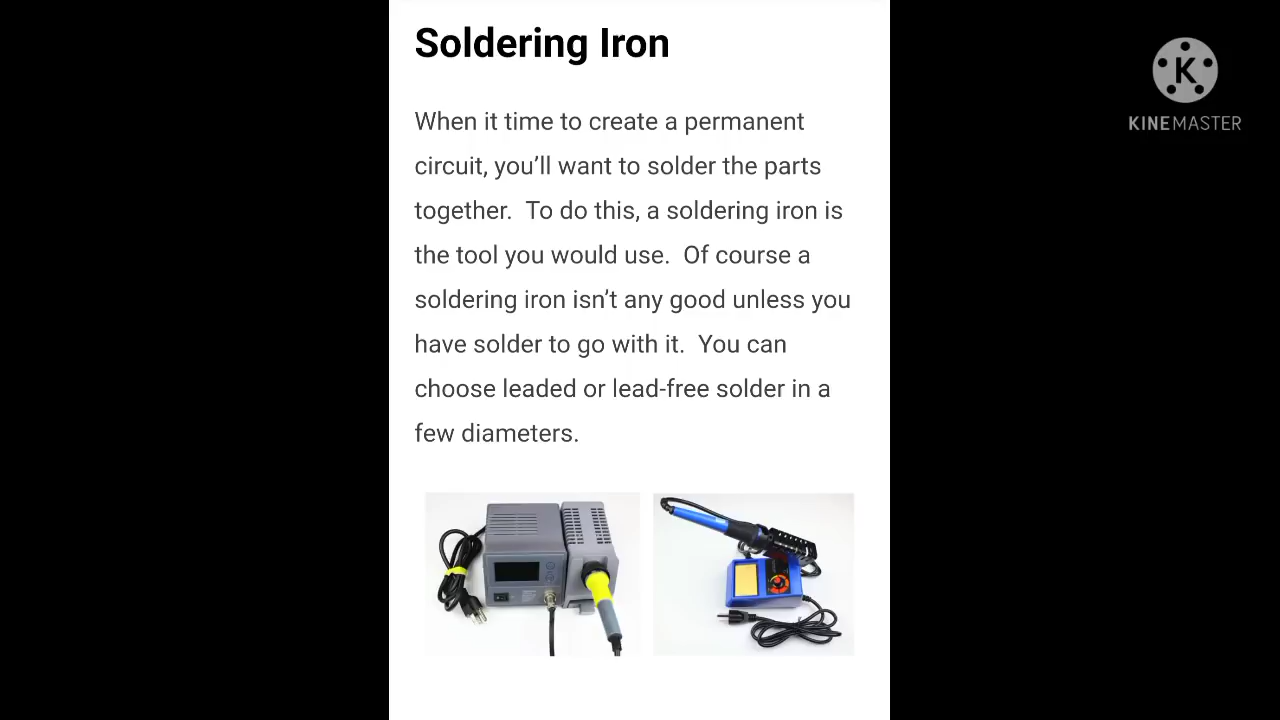 Soldering Iron
When it time to create a permanent
circuit, you’ll want to solder the parts
together.  To do this, a soldering iron is
the tool you would use.  Of course a
soldering iron isn’t any good unless you
have solder to go with it.  You can
choose leaded or lead-free solder in a
few diameters.
K
KINEMASTER